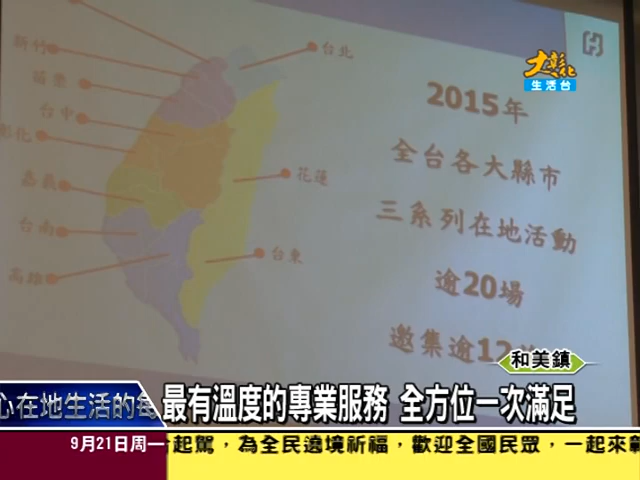 大彰化
生活台
台北
新竹
苗栗
台中
彰化
嘉義
台南
高雄
花蓮
台東
2015年
全台各大縣市
三系列在地活動
逾20場
邀集逾12
和美鎮
心在地生活的每
最有溫度的專業服務 全方位一次滿足
9月21日周一
起駕，為全民遶境祈福，歡迎全國民眾，一起來彰